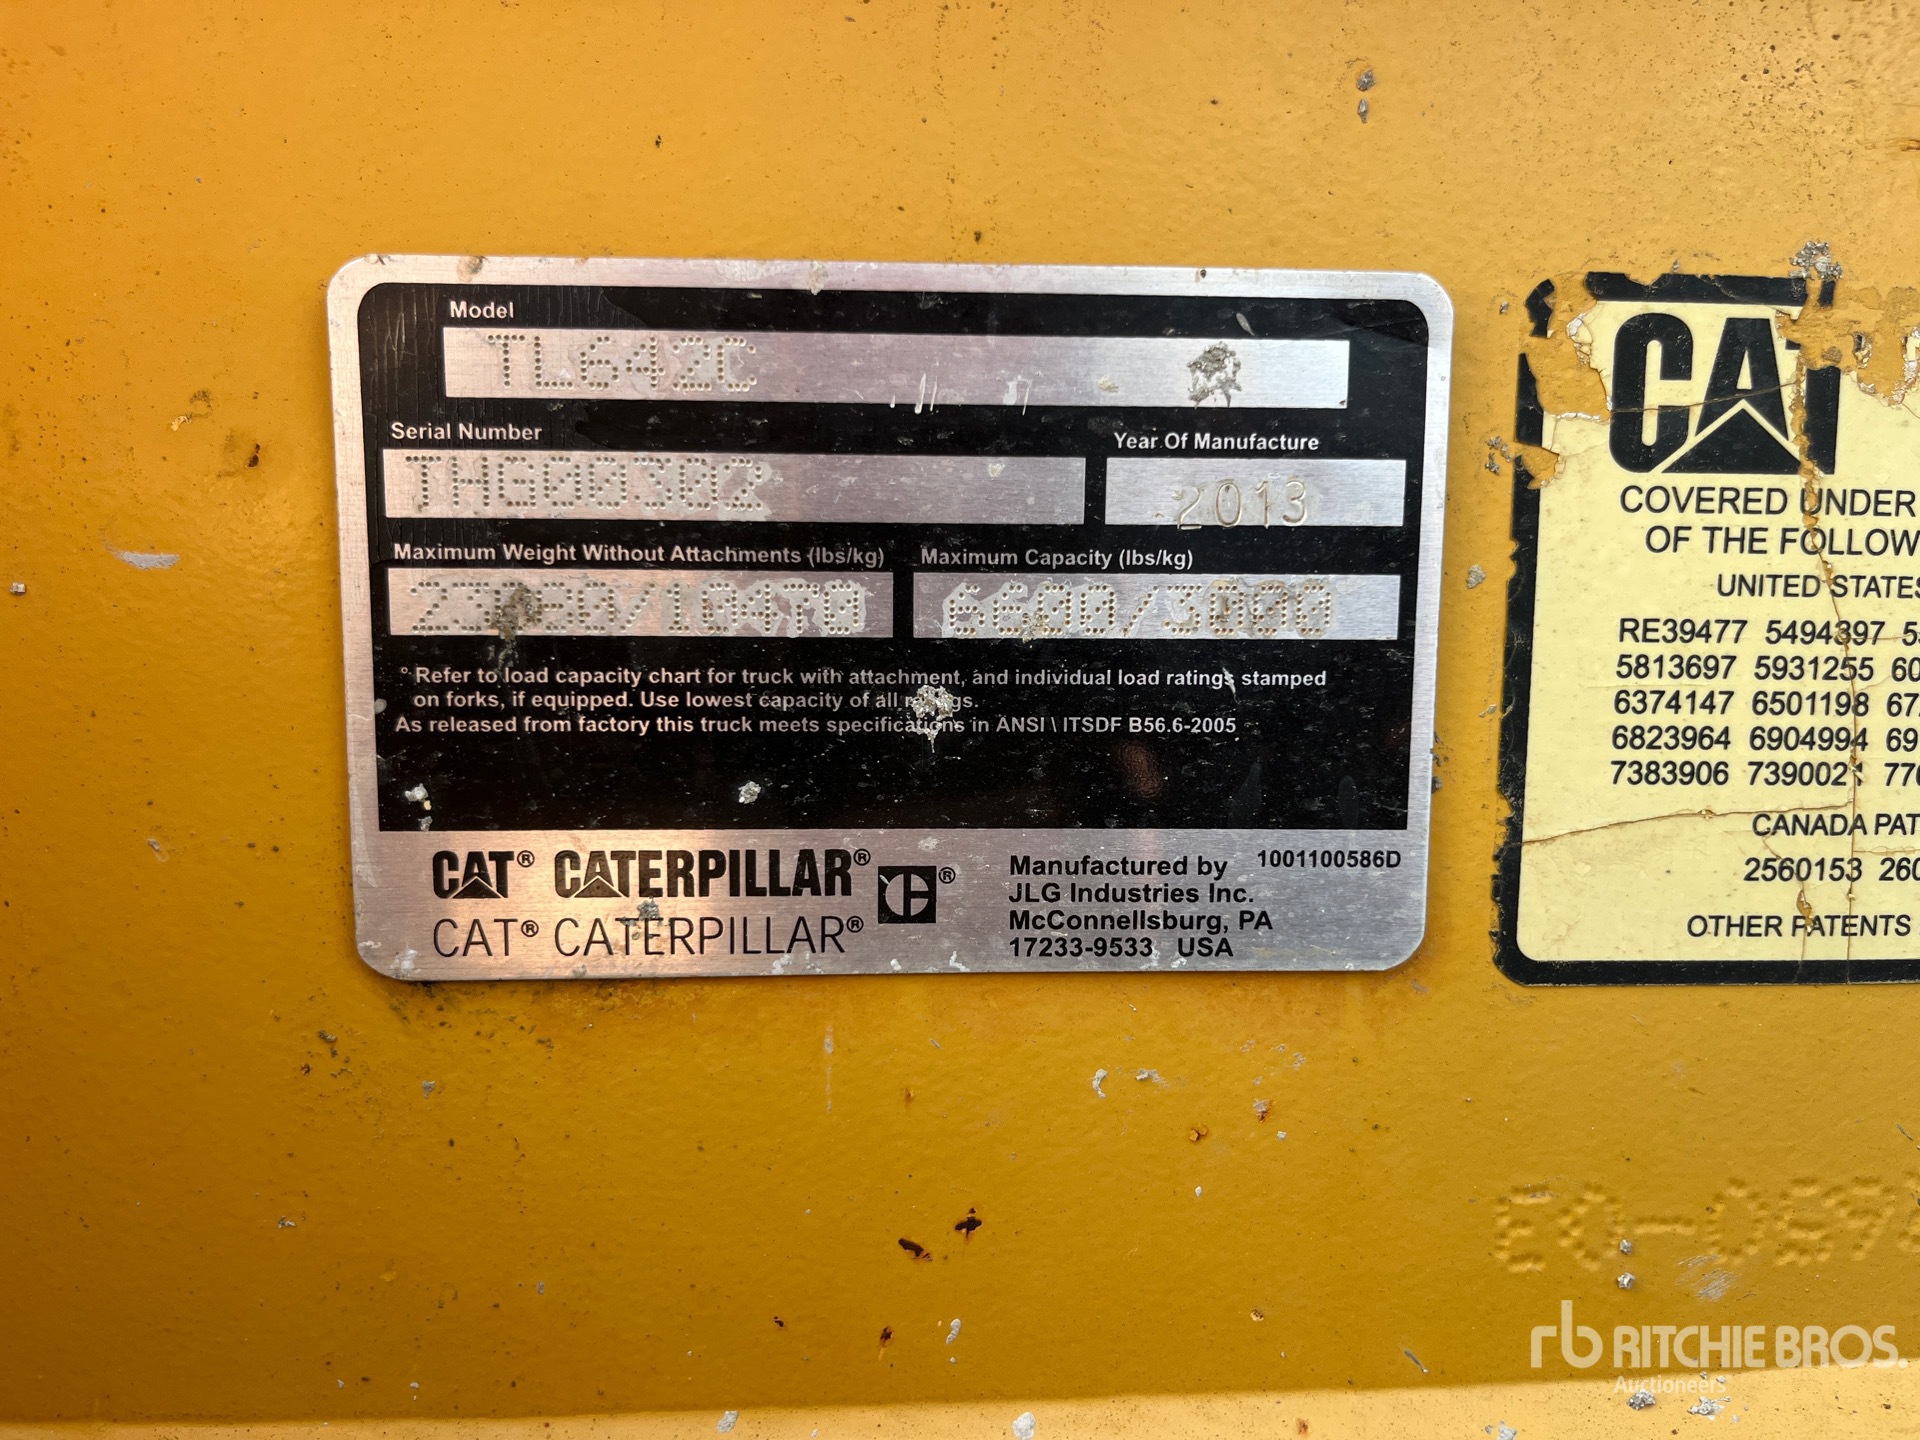 Model
TL642C
Serial Number
THG00302
Year Of Manufacture
2013
Maximum Weight Without Attachments (lbs/kg)
Maximum Capacity (lbs/kg)
6600/3000
° Refer to load capacity chart for truck with attachment, and individual load ratings stamped
on forks, if equipped. Use lowest capacity of all ratings.
As released from factory this truck meets specifications in ANSI \ ITSDF B56.6-2005
CAT® CATERPILLAR® ®
CAT® CATERPILLAR®
Manufactured by 1001100586D
JLG Industries Inc.
McConnellsburg, PA
17233-9533 USA
CAT
COVERED UNDER
OF THE
UNITED STATES
RE39477 5494397
5813697 5931255
6374147 6501198
6823964 6904994
7383906
CANADA
2560153
OTHER PATENTS
rb RITCHIE BROS.
Auctioneers